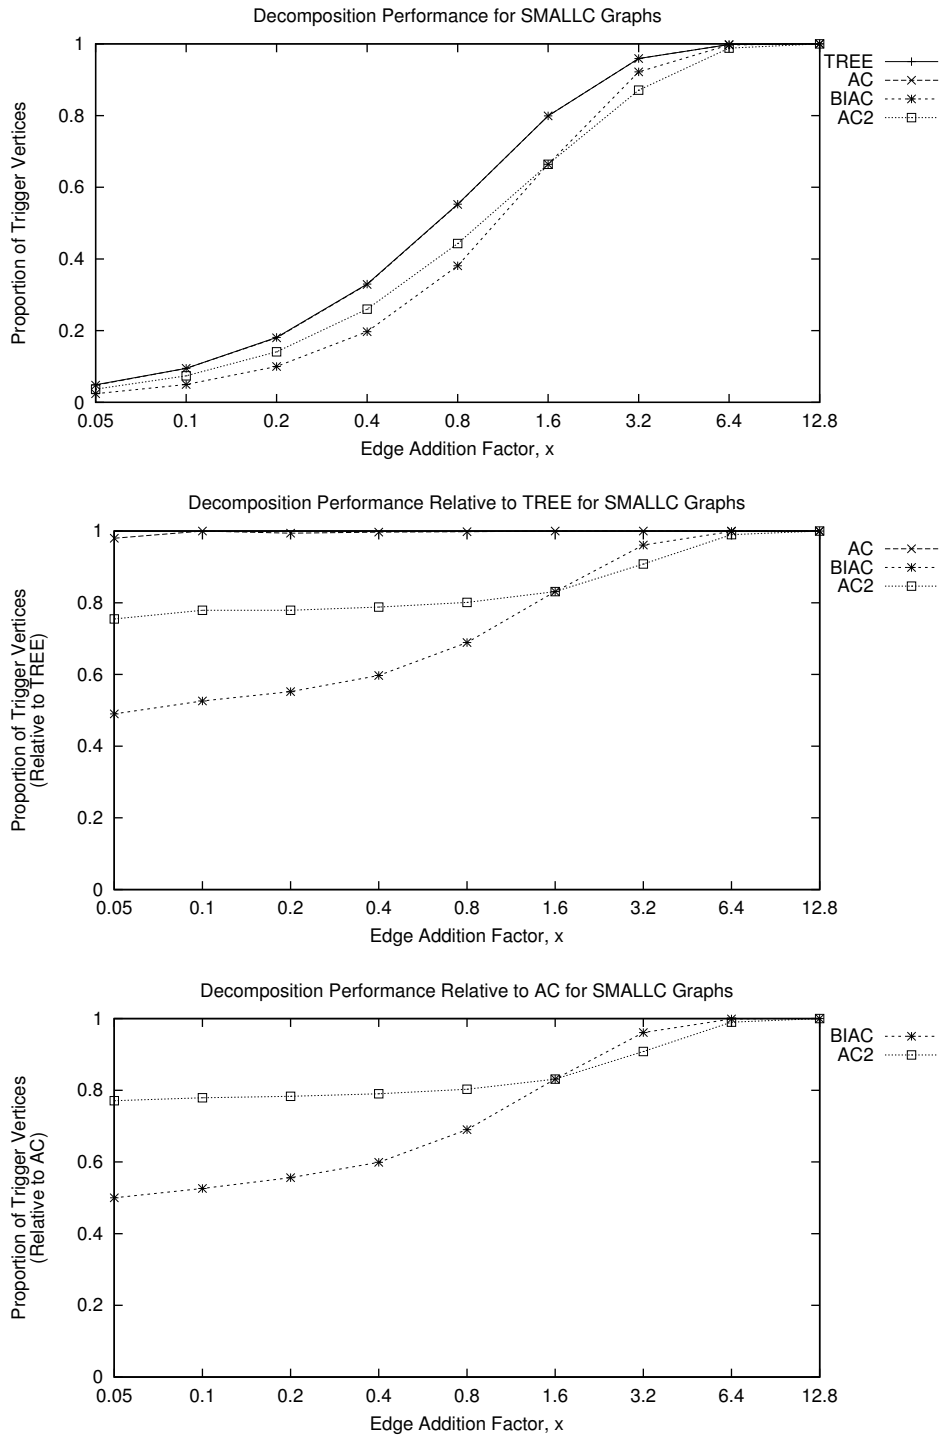 Decomposition Performance for SMALLC Graphs
1
0.8
0.6
0.4
0.2
0
Proportion of Trigger Vertices
0.05 0.1 0.2 0.4 0.8 1.6 3.2 6.4 12.8
Edge Addition Factor, x
TREE
AC
BIAC
AC2
Decomposition Performance Relative to TREE for SMALLC Graphs
1
0.8
0.6
0.4
0.2
0
Proportion of Trigger Vertices
(Relative to TREE)
0.05 0.1 0.2 0.4 0.8 1.6 3.2 6.4 12.8
Edge Addition Factor, x
AC
BIAC
AC2
Decomposition Performance Relative to AC for SMALLC Graphs
1
0.8
0.6
0.4
0.2
0
Proportion of Trigger Vertices
(Relative to AC)
0.05 0.1 0.2 0.4 0.8 1.6 3.2 6.4 12.8
Edge Addition Factor, x
BIAC
AC2